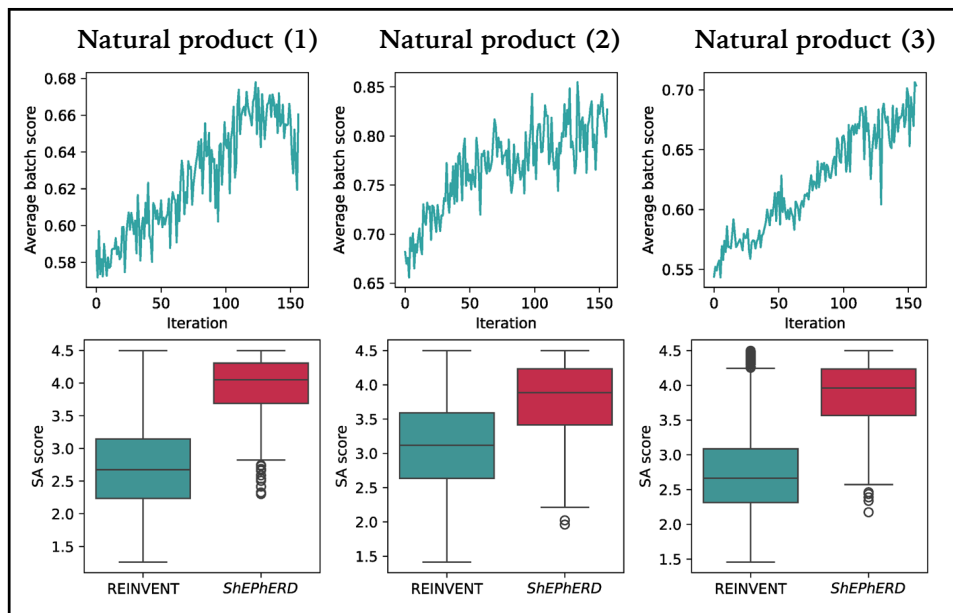 Natural product (1)
Natural product (2)
Natural product (3)
Average batch score
0.68
0.66
0.64
0.62
0.60
0.58
0
50
100
150
Iteration
Average batch score
0.85
0.80
0.75
0.70
0.65
0
50
100
150
Iteration
Average batch score
0.70
0.65
0.60
0.55
0
50
100
150
Iteration
SA score
4.5
4.0
3.5
3.0
2.5
2.0
1.5
REINVENT
ShEPhERD
SA score
4.5
4.0
3.5
3.0
2.5
2.0
1.5
REINVENT
ShEPhERD
SA score
4.5
4.0
3.5
3.0
2.5
2.0
1.5
REINVENT
ShEPhERD